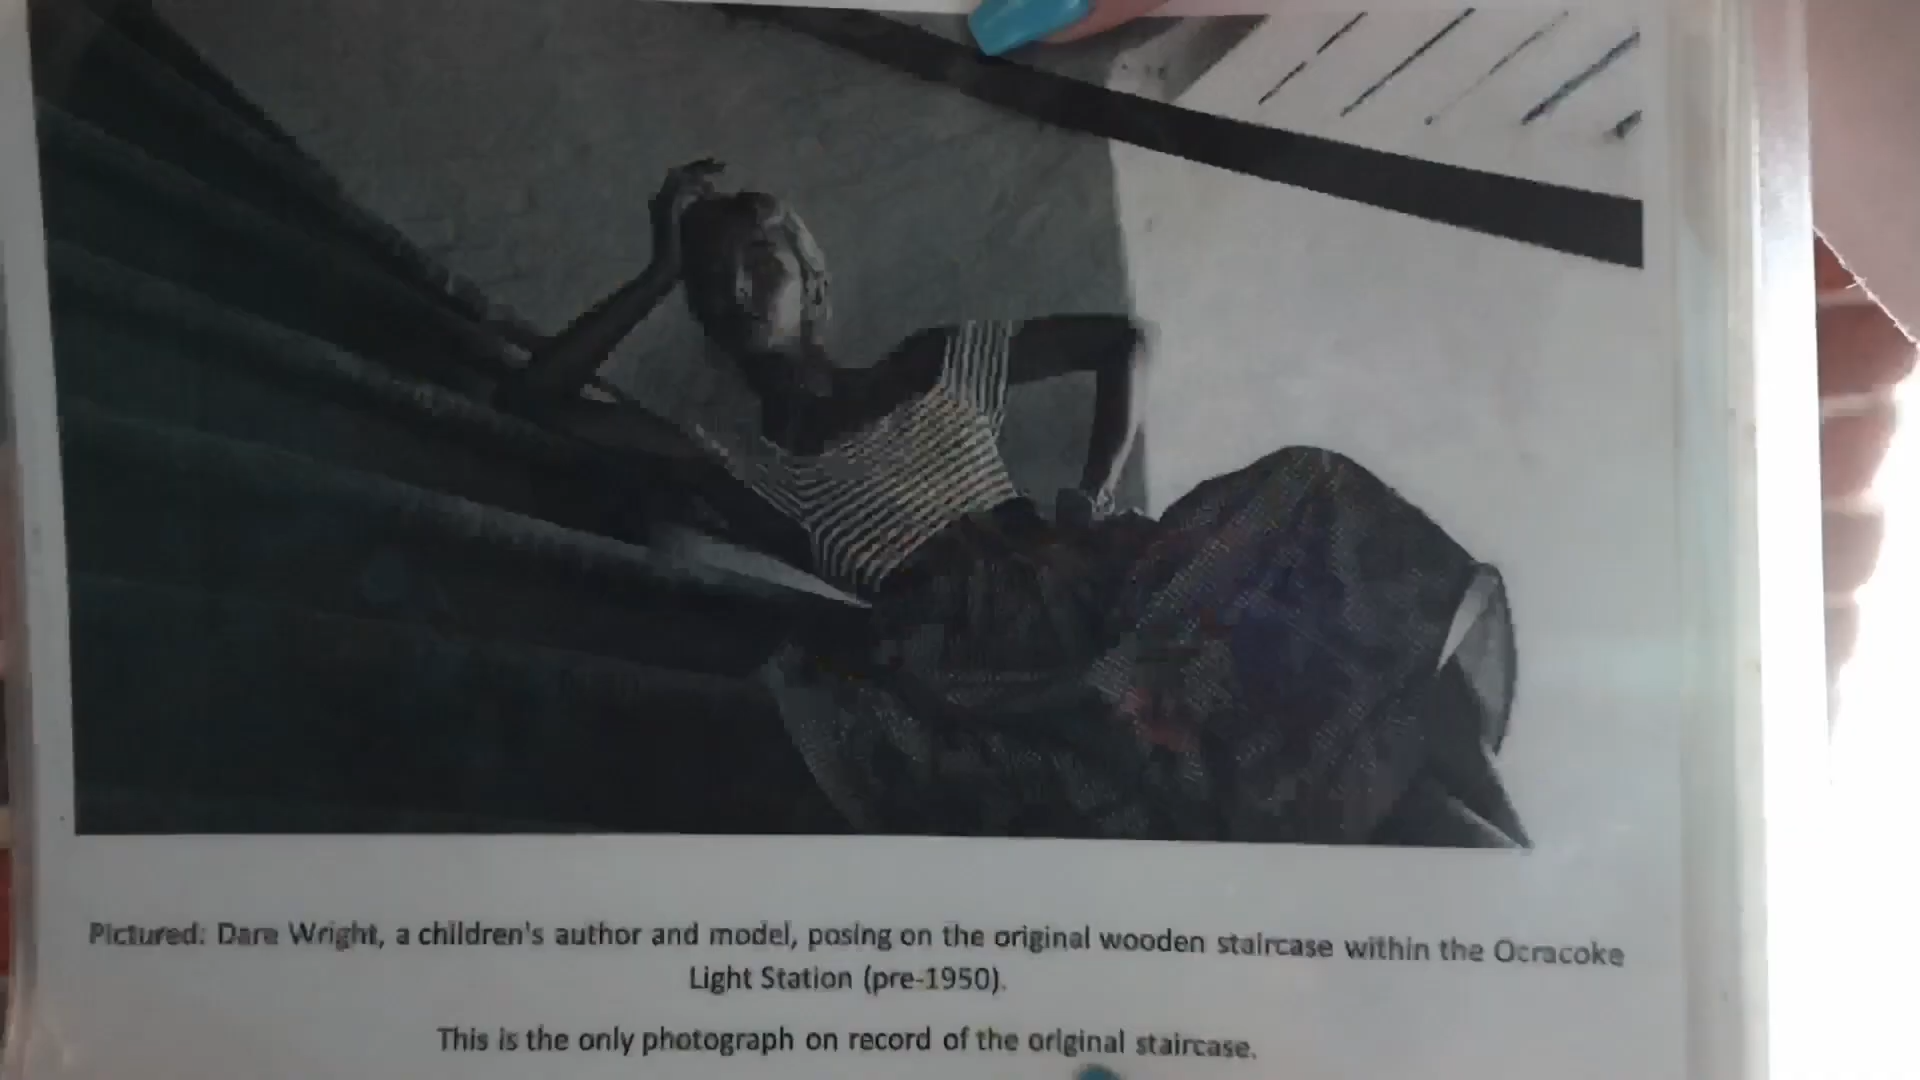 Pictured: Dare Wright, a children's author and model, posing on the original wooden staircase within the Ocracoke
Light Station (pre-1950).
This is the only photograph on record of the original staircase.